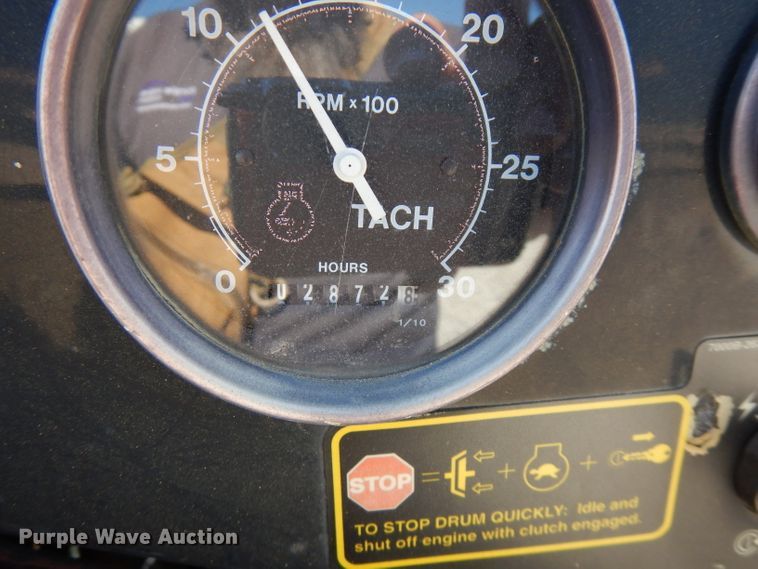 10
20
RPM x 100
5
25
TACH
HOURS
0
30
02872
1/10
STOP = + +
TO STOP DRUM QUICKLY: Idle and
shut off engine with clutch engaged.
Purple Wave Auction